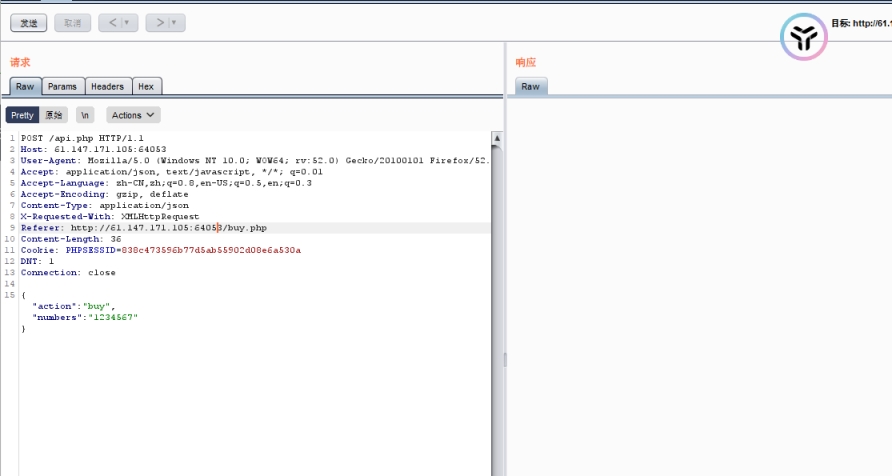 发送 取消 < >
目标: http://61.1
请求
响应
Raw Params Headers Hex
Raw
Pretty 原始 \n Actions
1 POST /api.php HTTP/1.1
2 Host: 61.147.171.105:64053
3 User-Agent: Mozilla/5.0 (Windows NT 10.0; WOW64; rv:52.0) Gecko/20100101 Firefox/52.
4 Accept: application/json, text/javascript, */*; q=0.01
5 Accept-Language: zh-CN,zh;q=0.8,en-US;q=0.5,en;q=0.3
6 Accept-Encoding: gzip, deflate
7 Content-Type: application/json
8 X-Requested-With: XMLHttpRequest
9 Referer: http://61.147.171.105:64053/buy.php
10 Content-Length: 36
11 Cookie: PHPSESSID=838c473596b77d5ab55902d08e6a530a
12 DNT: 1
13 Connection: close
14
15 {
"action":"buy",
"numbers":"1234567"
}